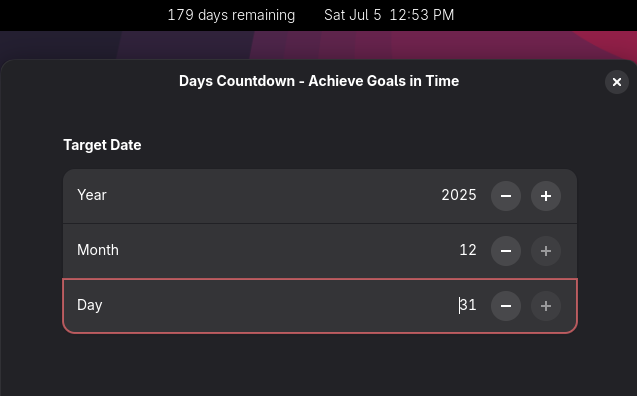 179 days remaining Sat Jul 5 12:53 PM
Days Countdown - Achieve Goals in Time
Target Date
Year 2025
Month 12
Day 31